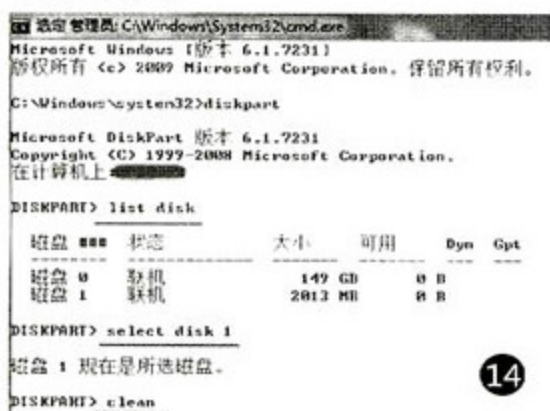 选定 管理员: C:\Windows\System32\cmd.exe
Microsoft Windows [版本 6.1.7231]
版权所有 <c> 2009 Microsoft Corporation。保留所有权利。
C:\Windows\system32>diskpart
Microsoft DiskPart 版本 6.1.7231
Copyright <C> 1999-2008 Microsoft Corporation.
在计算机上
DISKPART> list disk
磁盘 ### 状态 大小 可用 Dyn Gpt
磁盘 0 联机 149 GB 0 B
磁盘 1 联机 2013 MB 0 B
DISKPART> select disk 1
磁盘 1 现在是所选磁盘。
DISKPART> clean
14